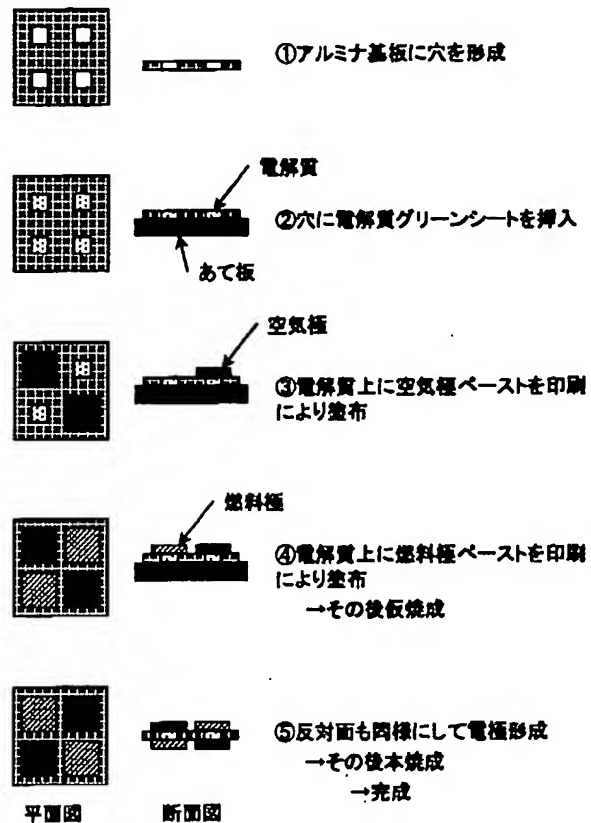 ①アルミナ基板に穴を形成
電解質
②穴に電解質グリーンシートを挿入
あて板
空気極
③電解質上に空気極ペーストを印刷
により塗布
燃料極
④電解質上に燃料極ペーストを印刷
により塗布
→その後仮焼成
⑤反対面も同様にして電極形成
→その後本焼成
→完成
平面図
断面図